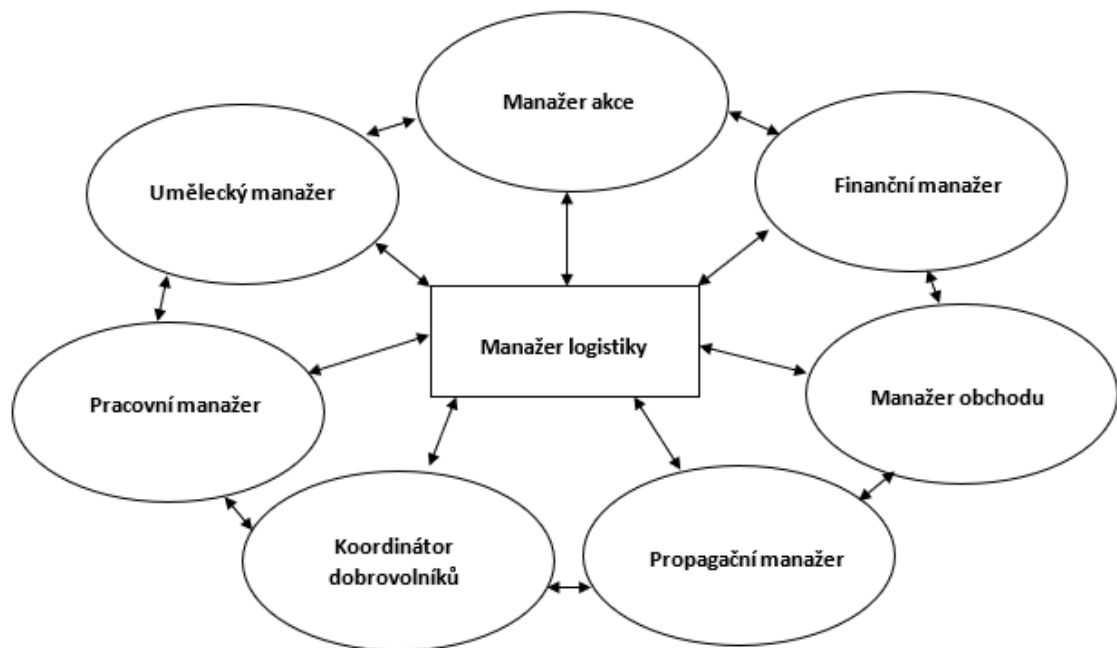 Manažer akce
Umělecký manažer
Finanční manažer
Manažer logistiky
Pracovní manažer
Manažer obchodu
Koordinátor
dobrovolníků
Propagační manažer